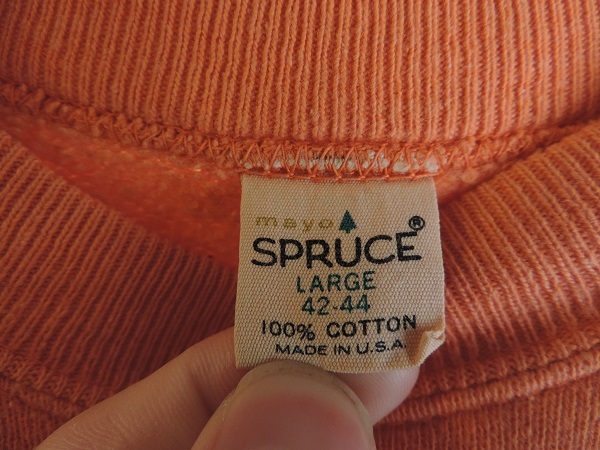 mayo
SPRUCE®
LARGE
42-44
100% COTTON
MADE IN U.S.A.